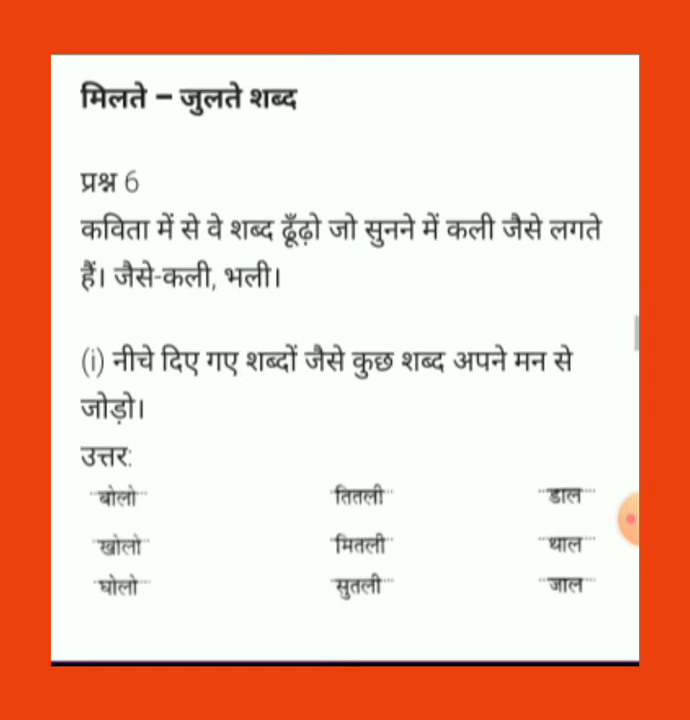 मिलते – जुलते शब्द
प्रश्न 6
कविता में से वे शब्द ढूँढ़ो जो सुनने में कली जैसे लगते
हैं। जैसे-कली, भली।
(i) नीचे दिए गए शब्दों जैसे कुछ शब्द अपने मन से
जोड़ो।
उत्तर:
बोलो तितली डाल
खोलो मितली थाल
घोलो सुतली जाल